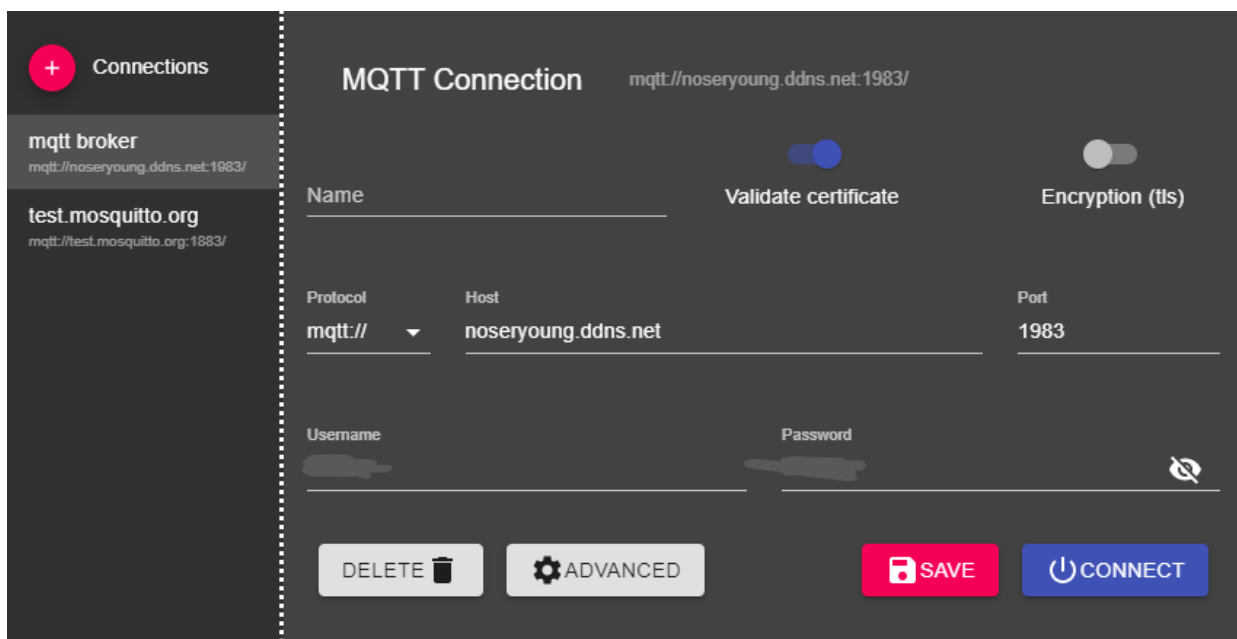 + Connections
mqtt broker
mqtt://noseryoung.ddns.net:1983/
test.mosquitto.org
mqtt://test.mosquitto.org:1883/
MQTT Connection mqtt://noseryoung.ddns.net:1983/
Name
Validate certificate
Encryption (tls)
Protocol Host Port
mqtt:// noseryoung.ddns.net 1983
Username Password
DELETE ADVANCED SAVE CONNECT